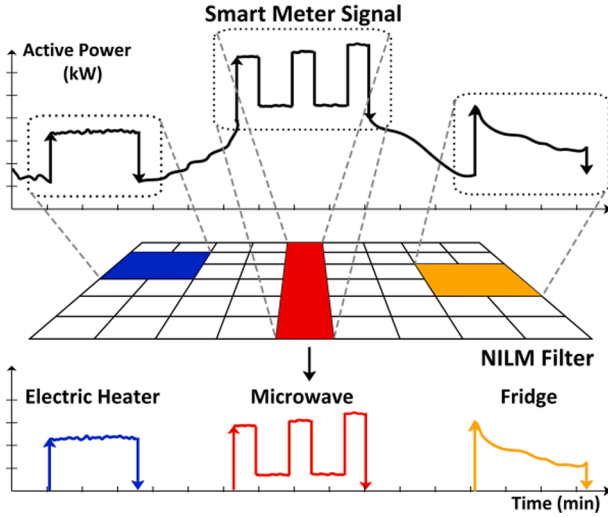 Smart Meter Signal
Active Power
(kW)
NILM Filter
Electric Heater
Microwave
Fridge
Time (min)